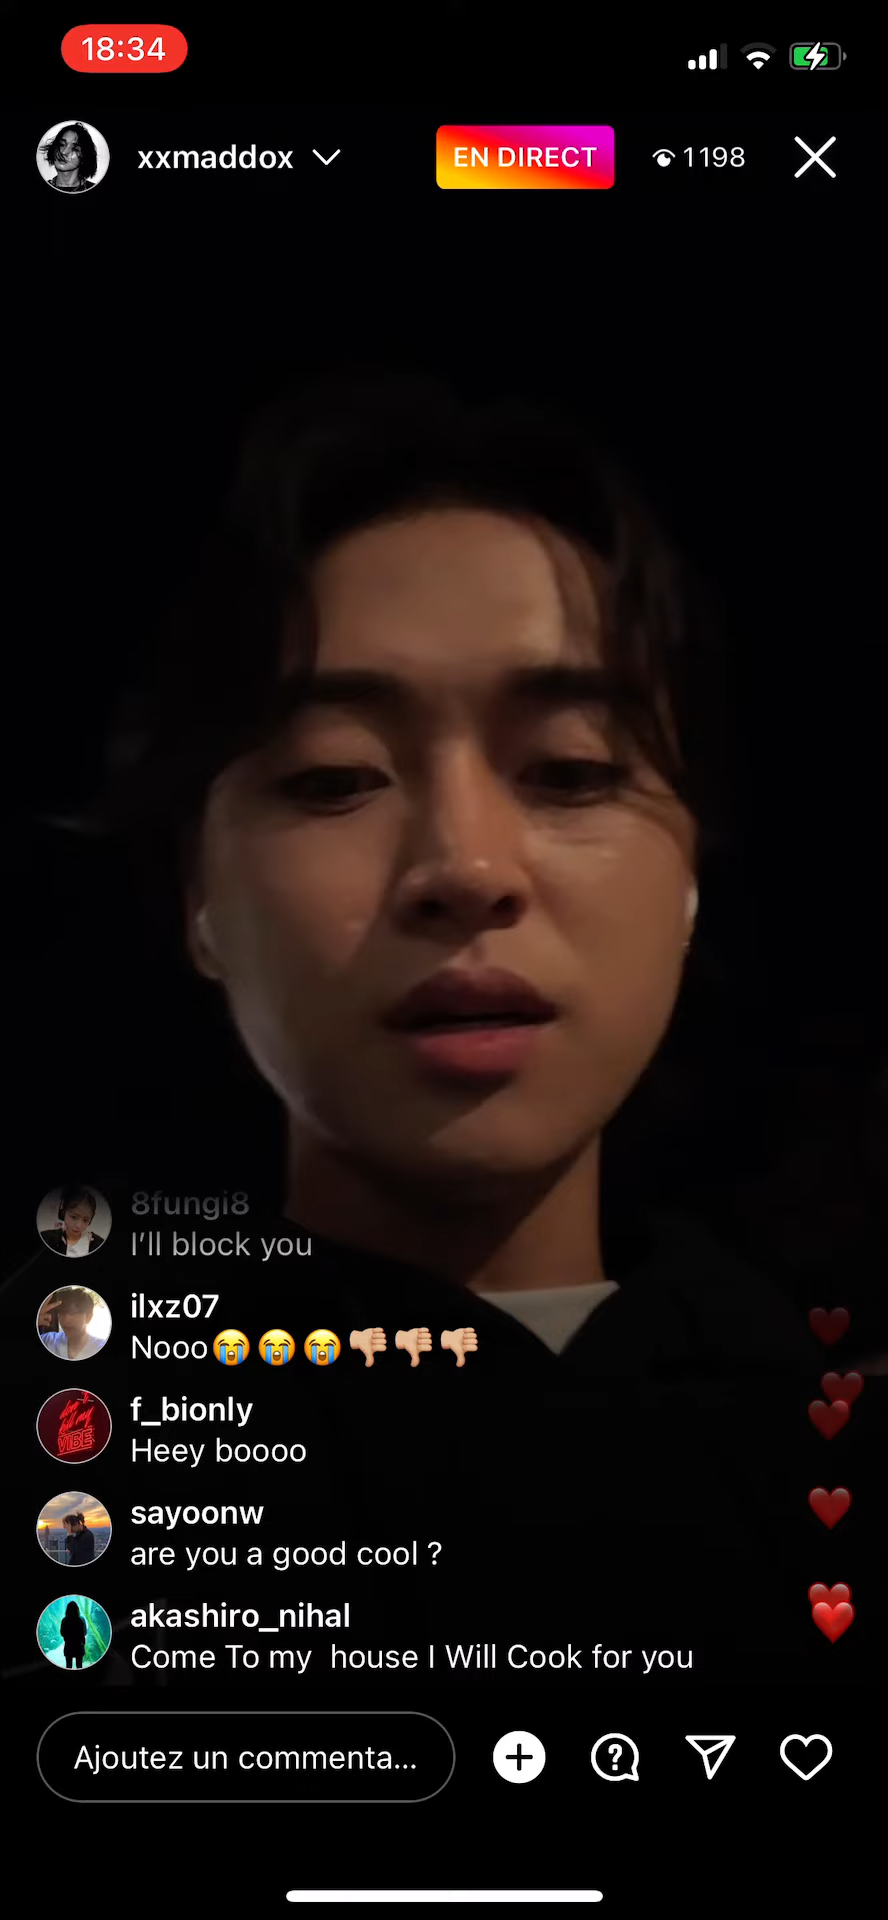 18:34
xxmaddox
EN DIRECT
1198
8fungi8
I'll block you
ilxz07
Nooo😭😭😭👎🏼👎🏼👎🏼
f_bionly
Heey boooo
sayoonw
are you a good cool ?
akashiro_nihal
Come To my  house I Will Cook for you
Ajoutez un commenta...